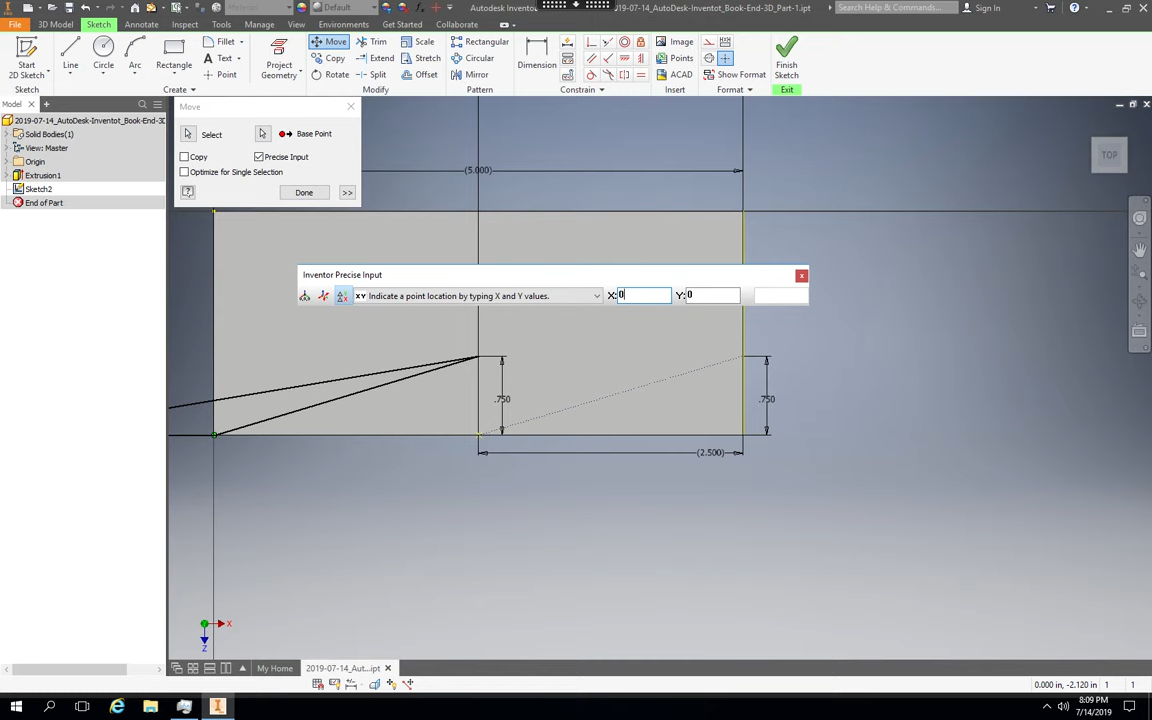 Material
Default
Autodesk Inventor
19-07-14_AutoDesk-Inventor_Book-End-3D_Part-1.ipt
Search Help & Commands...
Sign In
File
3D Model
Sketch
Annotate
Inspect
Tools
Manage
View
Environments
Get Started
Collaborate
Start
2D Sketch
Line
Circle
Arc
Rectangle
Fillet
Text
Point
Project
Geometry
Move
Copy
Rotate
Trim
Extend
Split
Scale
Stretch
Offset
Rectangular
Circular
Mirror
Dimension
Image
Points
ACAD
Show Format
Finish
Sketch
Create
Modify
Pattern
Constrain
Insert
Format
Exit
Model
2019-07-14_AutoDesk-Inventot_Book-End-3D
Solid Bodies(1)
View: Master
Origin
Extrusion1
Sketch2
End of Part
Move
Select
Base Point
Copy
Precise Input
Optimize for Single Selection
Done
>>
(5.000)
TOP
Inventor Precise Input
XY Indicate a point location by typing X and Y values.
X: 0
Y: 0
.750
.750
(2.500)
X
Z
My Home
2019-07-14_Aut...ipt
0.000 in, -2.120 in
1
1
8:09 PM
7/14/2019